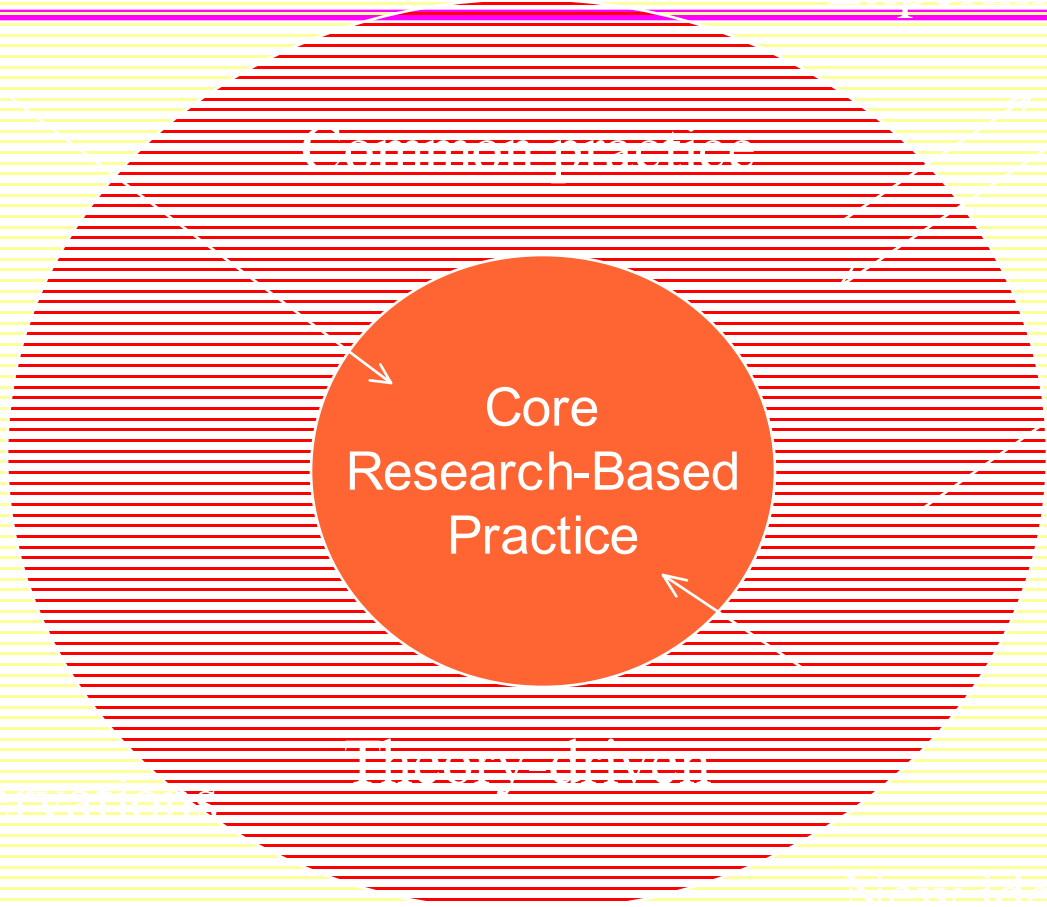 Common practice
Core
Research-Based
Practice
Theory-driven